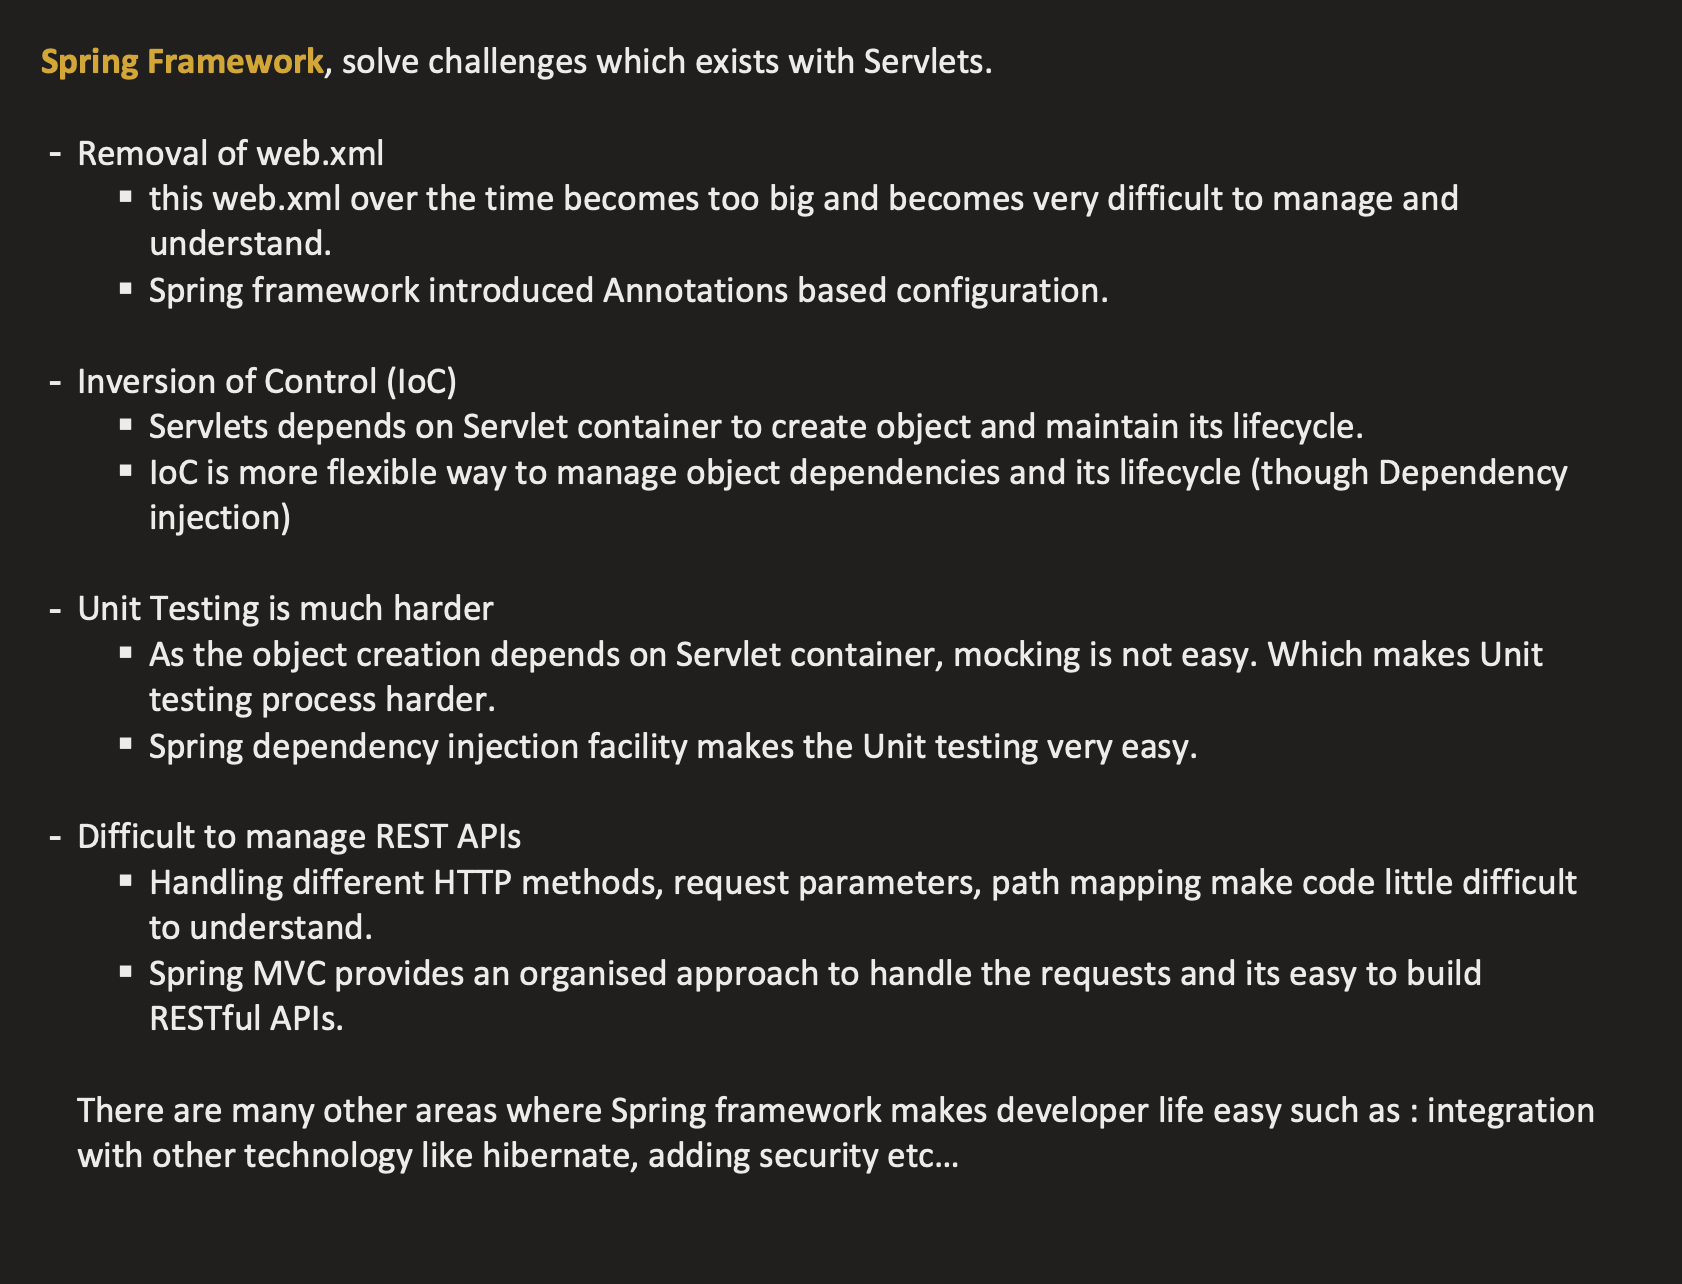 Spring Framework, solve challenges which exists with Servlets.
- Removal of web.xml
▪ this web.xml over the time becomes too big and becomes very difficult to manage and
understand.
▪ Spring framework introduced Annotations based configuration.
- Inversion of Control (IoC)
▪ Servlets depends on Servlet container to create object and maintain its lifecycle.
▪ IoC is more flexible way to manage object dependencies and its lifecycle (though Dependency
injection)
- Unit Testing is much harder
▪ As the object creation depends on Servlet container, mocking is not easy. Which makes Unit
testing process harder.
▪ Spring dependency injection facility makes the Unit testing very easy.
- Difficult to manage REST APIs
▪ Handling different HTTP methods, request parameters, path mapping make code little difficult
to understand.
▪ Spring MVC provides an organised approach to handle the requests and its easy to build
RESTful APIs.
There are many other areas where Spring framework makes developer life easy such as : integration
with other technology like hibernate, adding security etc...